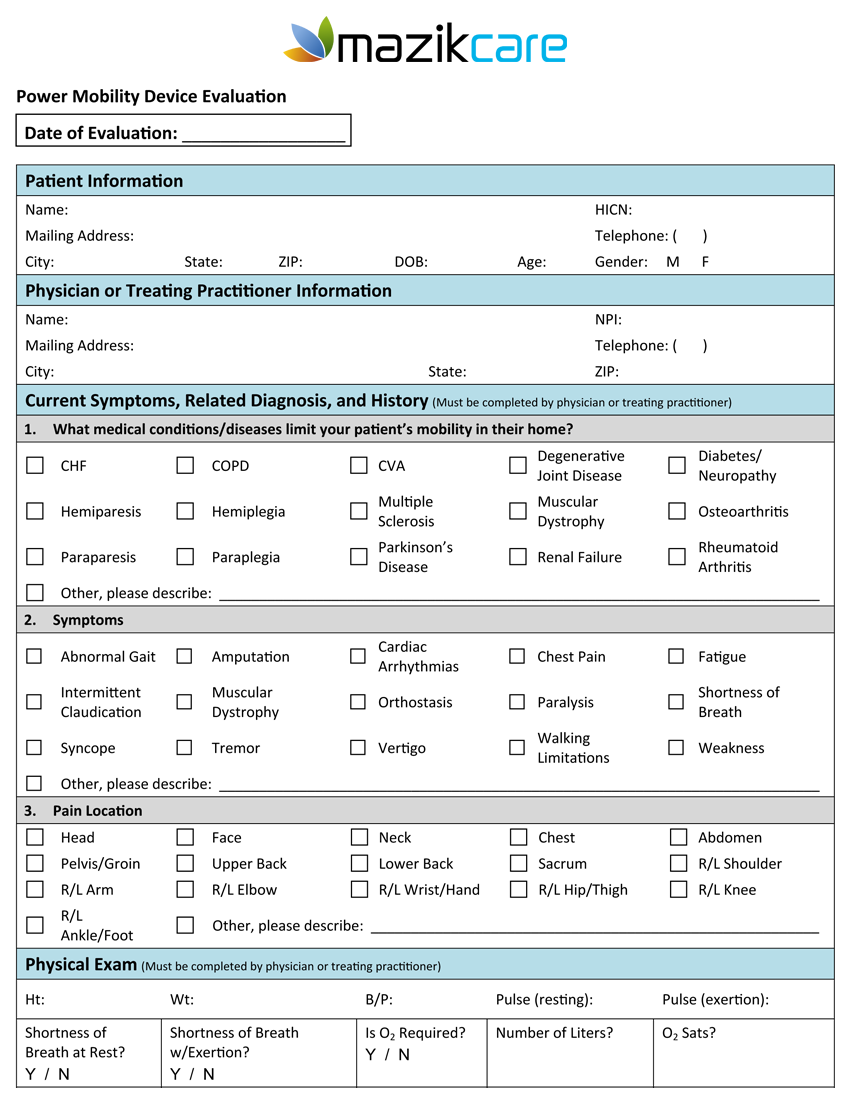 mazikcare
Power Mobility Device Evaluation
Date of Evaluation: ____________________
Patient Information
Name: HICN:
Mailing Address: Telephone: ( )
City: State: ZIP: DOB: Age: Gender: M F
Physician or Treating Practitioner Information
Name: NPI:
Mailing Address: Telephone: ( )
City: State: ZIP:
Current Symptoms, Related Diagnosis, and History (Must be completed by physician or treating practitioner)
1. What medical conditions/diseases limit your patient's mobility in their home?
CHF COPD CVA Degenerative Joint Disease Diabetes/ Neuropathy
Hemiparesis Hemiplegia Multiple Sclerosis Muscular Dystrophy Osteoarthritis
Paraparesis Paraplegia Parkinson's Disease Renal Failure Rheumatoid Arthritis
Other, please describe: ____________________
2. Symptoms
Abnormal Gait Amputation Cardiac Arrhythmias Chest Pain Fatigue
Intermittent Claudication Muscular Dystrophy Orthostasis Paralysis Shortness of Breath
Syncope Tremor Vertigo Walking Limitations Weakness
Other, please describe: ____________________
3. Pain Location
Head Face Neck Chest Abdomen
Pelvis/Groin Upper Back Lower Back Sacrum R/L Shoulder
R/L Arm R/L Elbow R/L Wrist/Hand R/L Hip/Thigh R/L Knee
R/L Ankle/Foot Other, please describe: ____________________
Physical Exam (Must be completed by physician or treating practitioner)
Ht: Wt: B/P: Pulse (resting): Pulse (exertion):
Shortness of Breath at Rest? Y / N
Shortness of Breath w/Exertion? Y / N
Is O₂ Required? Y / N
Number of Liters?
O₂ Sats?